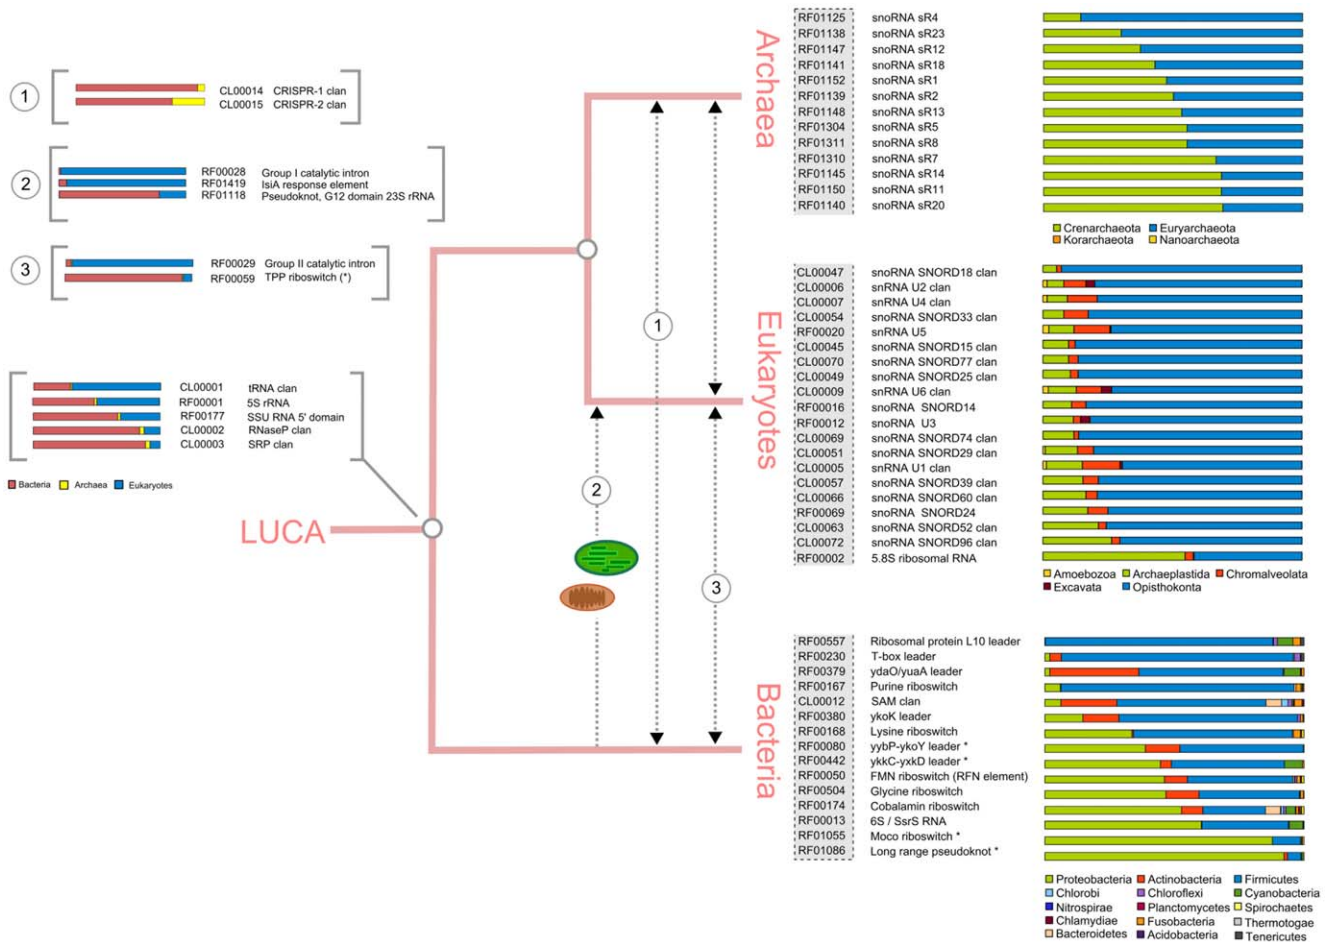 1
CL00014 CRISPR-1 clan
CL00015 CRISPR-2 clan
2
RF00028 Group I catalytic intron
RF01419 IsiA response element
RF01118 Pseudoknot, G12 domain 23S rRNA
3
RF00029 Group II catalytic intron
RF00059 TPP riboswitch (*)
CL00001 tRNA clan
RF00001 5S rRNA
RF00177 SSU RNA 5' domain
CL00002 RNaseP clan
CL00003 SRP clan
Bacteria Archaea Eukaryotes
LUCA
1
2
3
Archaea
RF01125 snoRNA sR4
RF01138 snoRNA sR23
RF01147 snoRNA sR12
RF01141 snoRNA sR18
RF01152 snoRNA sR1
RF01139 snoRNA sR2
RF01148 snoRNA sR13
RF01304 snoRNA sR5
RF01311 snoRNA sR8
RF01310 snoRNA sR7
RF01145 snoRNA sR14
RF01150 snoRNA sR11
RF01140 snoRNA sR20
Crenarchaeota Euryarchaeota
Korarchaeota Nanoarchaeota
Eukaryotes
CL00047 snoRNA SNORD18 clan
CL00006 snRNA U2 clan
CL00007 snRNA U4 clan
CL00054 snoRNA SNORD33 clan
RF00020 snRNA U5
CL00045 snoRNA SNORD15 clan
CL00070 snoRNA SNORD77 clan
CL00049 snoRNA SNORD25 clan
CL00009 snRNA U6 clan
RF00016 snoRNA SNORD14
RF00012 snoRNA U3
CL00069 snoRNA SNORD74 clan
CL00051 snoRNA SNORD29 clan
CL00005 snRNA U1 clan
CL00057 snoRNA SNORD39 clan
CL00066 snoRNA SNORD60 clan
RF00069 snoRNA SNORD24
CL00063 snoRNA SNORD52 clan
CL00072 snoRNA SNORD96 clan
RF00002 5.8S ribosomal RNA
Amoebozoa Archaeplastida Chromalveolata
Excavata Opisthokonta
Bacteria
RF00557 Ribosomal protein L10 leader
RF00230 T-box leader
RF00379 ydaO/yuaA leader
RF00167 Purine riboswitch
CL00012 SAM clan
RF00380 ykoK leader
RF00168 Lysine riboswitch
RF00080 yybP-ykoY leader *
RF00442 ykkC-yxkD leader *
RF00050 FMN riboswitch (RFN element)
RF00504 Glycine riboswitch
RF00174 Cobalamin riboswitch
RF00013 6S / SsrS RNA
RF01055 Moco riboswitch *
RF01086 Long range pseudoknot *
Proteobacteria Actinobacteria Firmicutes
Chlorobi Chloroflexi Cyanobacteria
Nitrospirae Planctomycetes Spirochaetes
Chlamydiae Fusobacteria Thermotogae
Bacteroidetes Acidobacteria Tenericutes